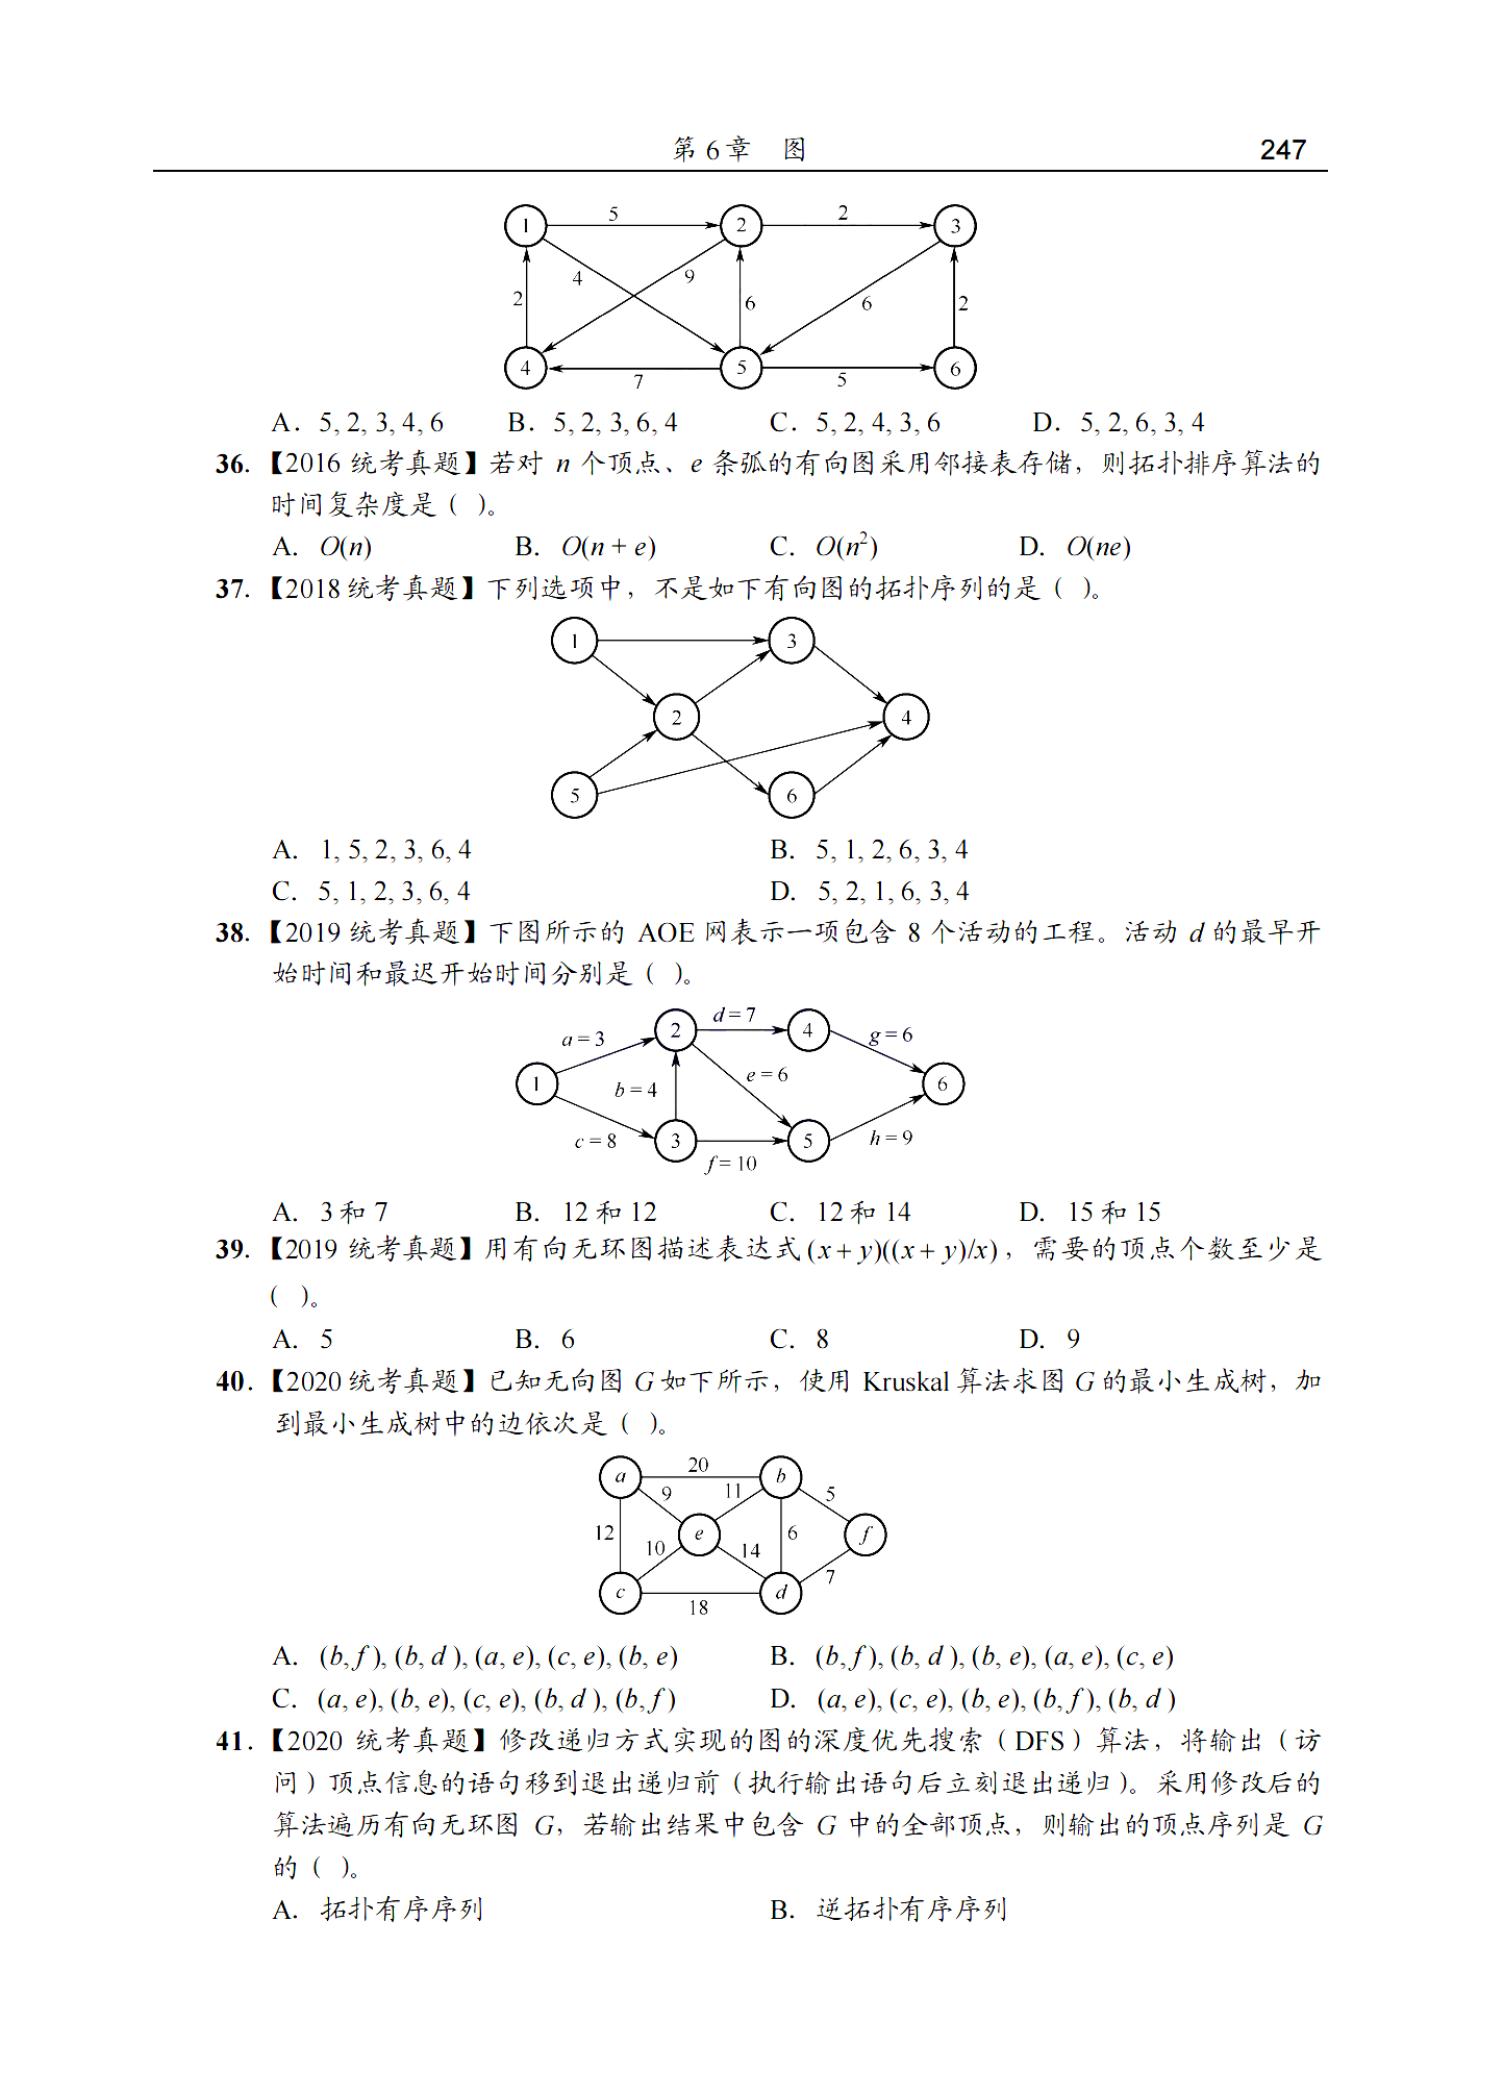 第6章 图 247
1 5 2 2 3
4 9
2 6 6 2
4 7 5 5 6
A. 5, 2, 3, 4, 6 B. 5, 2, 3, 6, 4 C. 5, 2, 4, 3, 6 D. 5, 2, 6, 3, 4
36. 【2016 统考真题】若对 n 个顶点、e 条弧的有向图采用邻接表存储，则拓扑排序算法的
时间复杂度是（ ）。
A. O(n) B. O(n + e) C. O(n²) D. O(ne)
37. 【2018 统考真题】下列选项中，不是如下有向图的拓扑序列的是（ ）。
1 3
2 4
5 6
A. 1, 5, 2, 3, 6, 4 B. 5, 1, 2, 6, 3, 4
C. 5, 1, 2, 3, 6, 4 D. 5, 2, 1, 6, 3, 4
38. 【2019 统考真题】下图所示的 AOE 网表示一项包含 8 个活动的工程。活动 d 的最早开
始时间和最迟开始时间分别是（ ）。
a = 3 2 d = 7 4 g = 6
1 b = 4 e = 6 6
c = 8 3 f = 10 5 h = 9
A. 3 和 7 B. 12 和 12 C. 12 和 14 D. 15 和 15
39. 【2019 统考真题】用有向无环图描述表达式 (x + y)((x + y)/x)，需要的顶点个数至少是
（ ）。
A. 5 B. 6 C. 8 D. 9
40. 【2020 统考真题】已知无向图 G 如下所示，使用 Kruskal 算法求图 G 的最小生成树，加
到最小生成树中的边依次是（ ）。
a 20 b
9 11 5
12 e 6 f
10 14 7
c 18 d
A. (b, f ), (b, d ), (a, e), (c, e), (b, e) B. (b, f ), (b, d ), (b, e), (a, e), (c, e)
C. (a, e), (b, e), (c, e), (b, d ), (b, f ) D. (a, e), (c, e), (b, e), (b, f ), (b, d )
41. 【2020 统考真题】修改递归方式实现的图的深度优先搜索（DFS）算法，将输出（访
问）顶点信息的语句移到退出递归前（执行输出语句后立刻退出递归）。采用修改后的
算法遍历有向无环图 G，若输出结果中包含 G 中的全部顶点，则输出的顶点序列是 G
的（ ）。
A. 拓扑有序序列 B. 逆拓扑有序序列